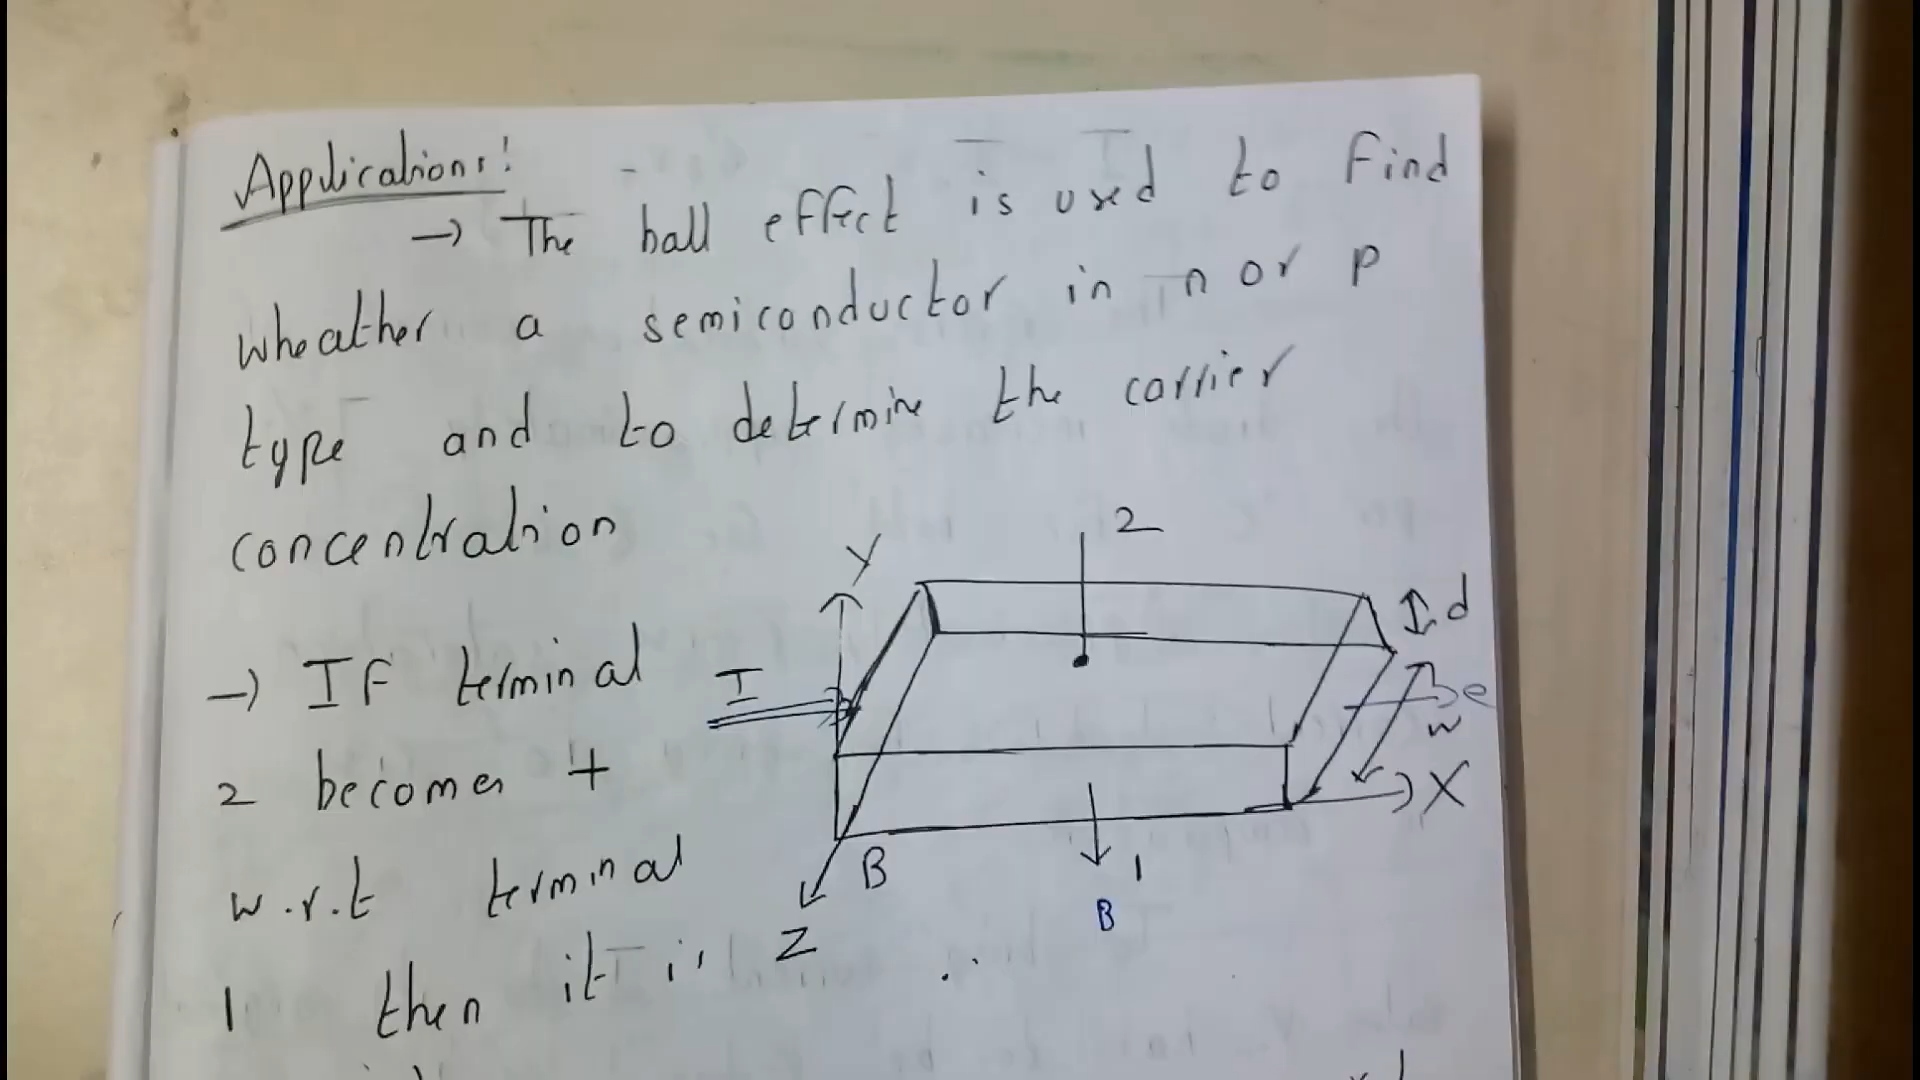 Applications:
→ The hall effect is used to find
wheather a semiconductor in n or p
type and to determine the carrier
concentration
→ If terminal
2 becomes +
w.r.t terminal
1 then it is
2
Y
d
I
e
w
X
B
1
B
Z